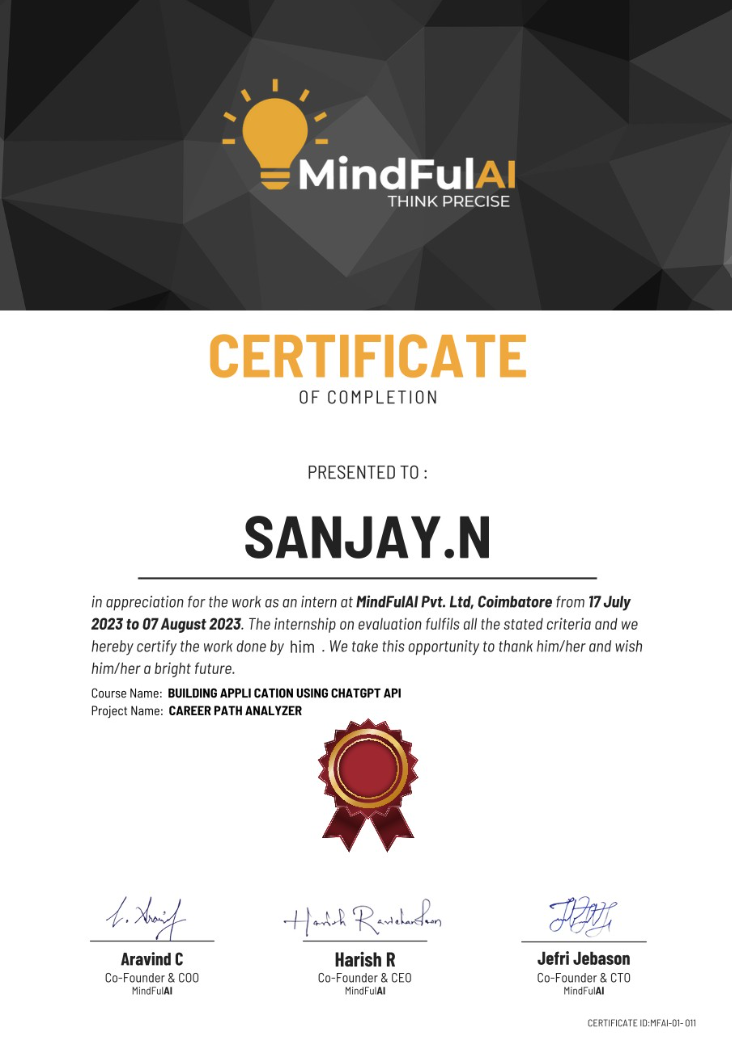 MindFulAI
THINK PRECISE
CERTIFICATE
OF COMPLETION
PRESENTED TO :
SANJAY.N
in appreciation for the work as an intern at MindFulAI Pvt. Ltd, Coimbatore from 17 July
2023 to 07 August 2023. The internship on evaluation fulfils all the stated criteria and we
hereby certify the work done by him . We take this opportunity to thank him/her and wish
him/her a bright future.
Course Name: BUILDING APPLI CATION USING CHATGPT API
Project Name: CAREER PATH ANALYZER
Harish Ravichandran
Aravind C Harish R Jefri Jebason
Co-Founder & COO Co-Founder & CEO Co-Founder & CTO
MindFulAI MindFulAI MindFulAI
CERTIFICATE ID:MFAI-01- 011